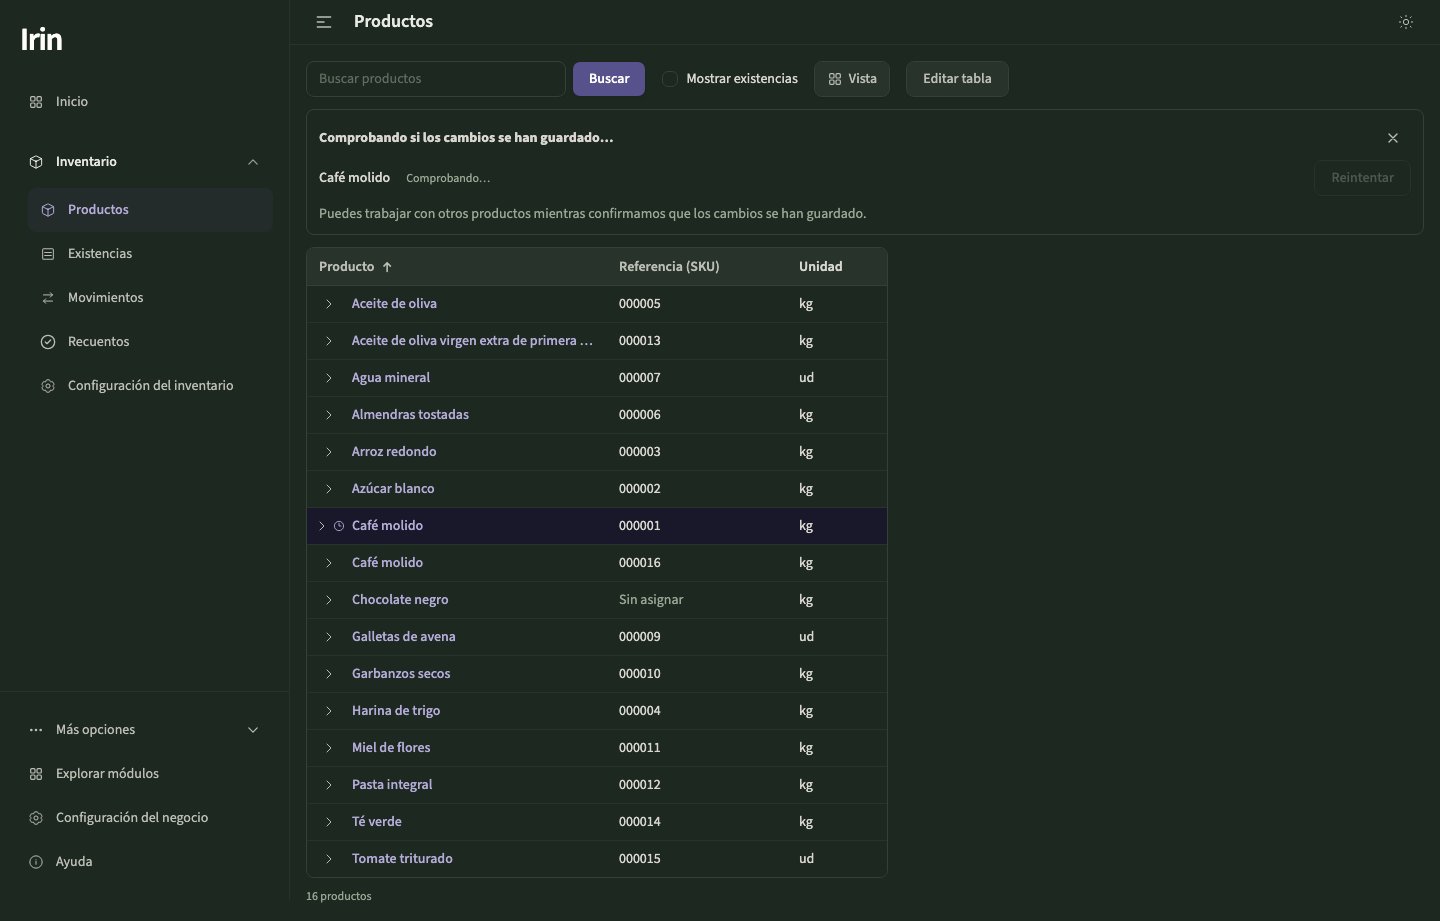 Irin
Productos
Inicio
Inventario
Productos
Existencias
Movimientos
Recuentos
Configuración del inventario
Más opciones
Explorar módulos
Configuración del negocio
Ayuda
Buscar productos
Buscar
Mostrar existencias
Vista
Editar tabla
Comprobando si los cambios se han guardado…
Café molido Comprobando… Reintentar
Puedes trabajar con otros productos mientras confirmamos que los cambios se han guardado.
Producto Referencia (SKU) Unidad
Aceite de oliva 000005 kg
Aceite de oliva virgen extra de primera … 000013 kg
Agua mineral 000007 ud
Almendras tostadas 000006 kg
Arroz redondo 000003 kg
Azúcar blanco 000002 kg
Café molido 000001 kg
Café molido 000016 kg
Chocolate negro Sin asignar kg
Galletas de avena 000009 ud
Garbanzos secos 000010 kg
Harina de trigo 000004 kg
Miel de flores 000011 kg
Pasta integral 000012 kg
Té verde 000014 kg
Tomate triturado 000015 ud
16 productos